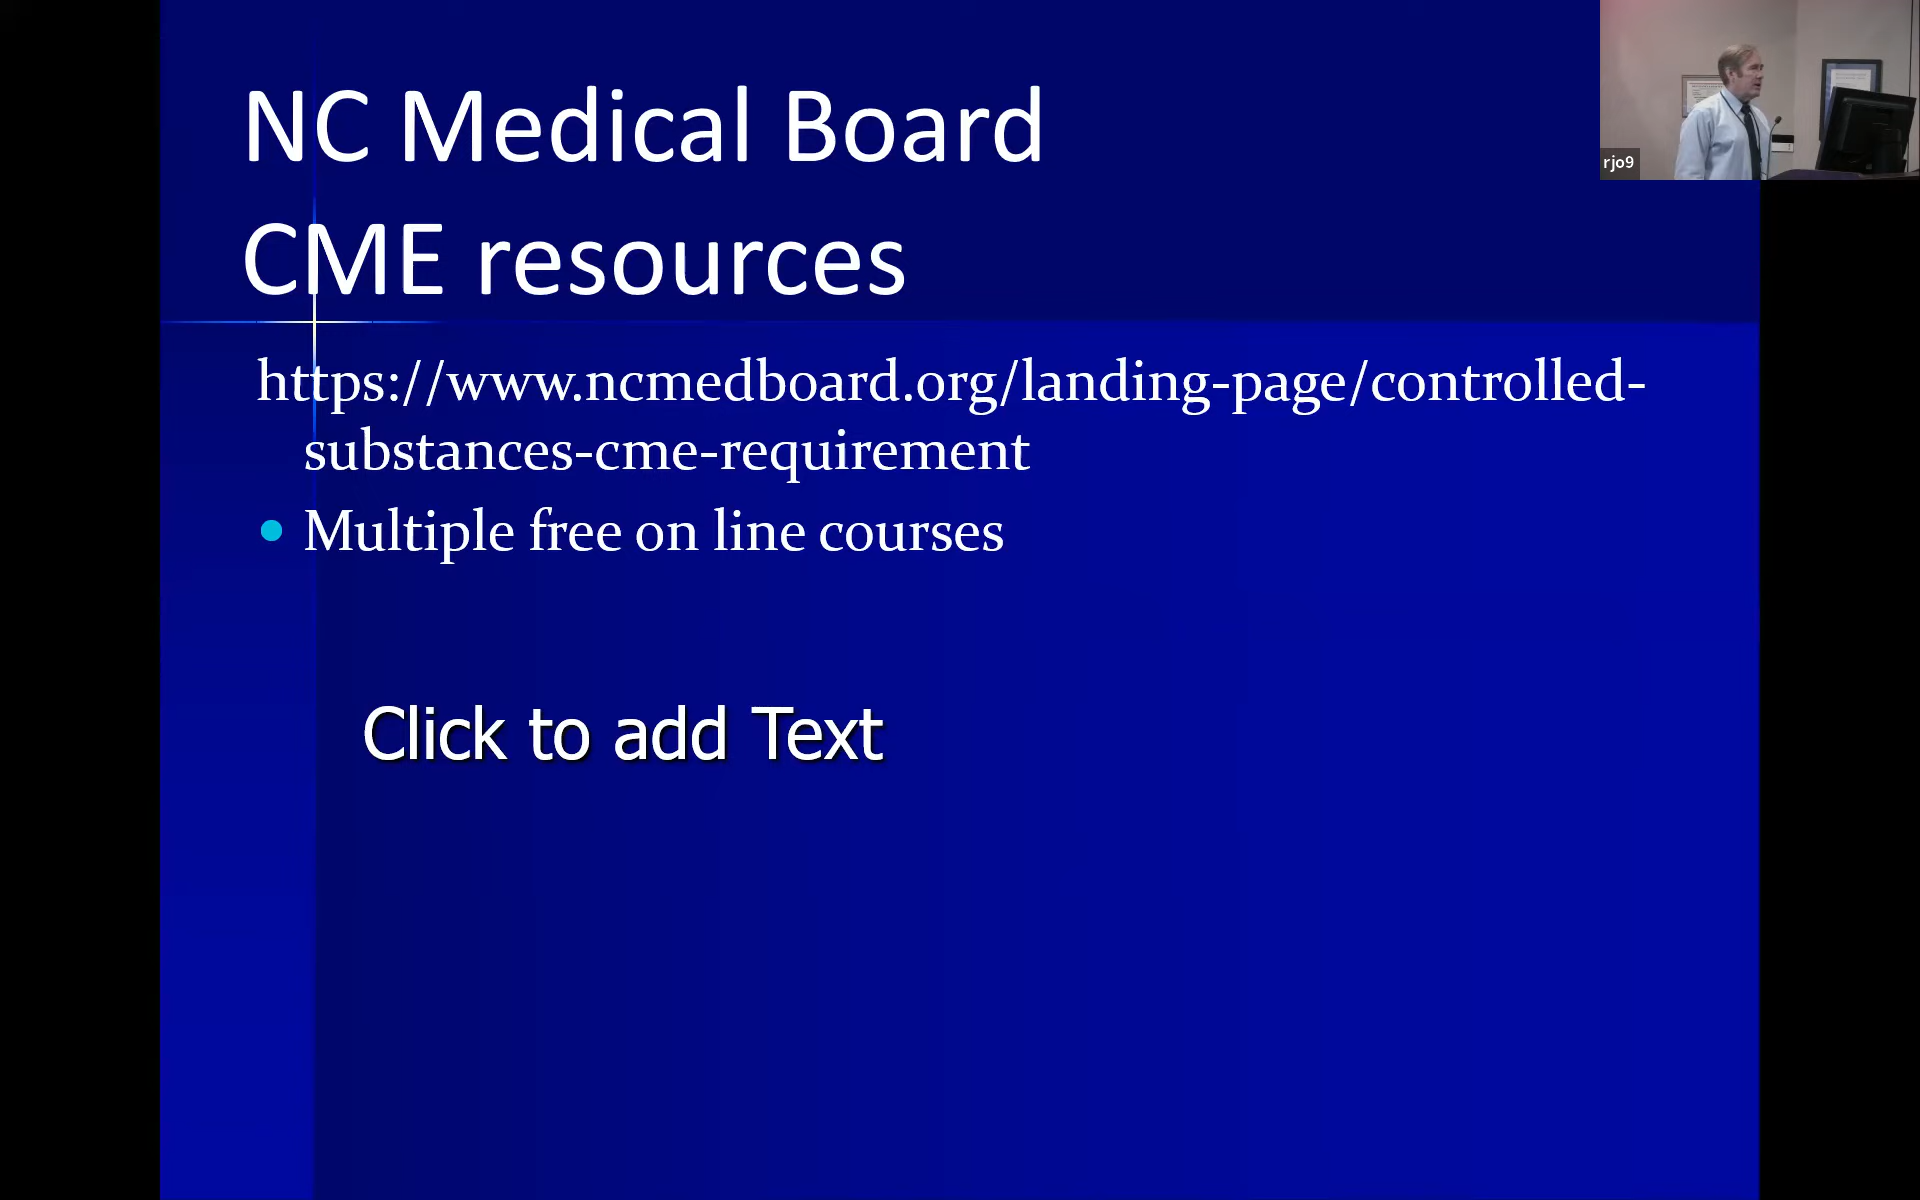 NC Medical Board
CME resources
https://www.ncmedboard.org/landing-page/controlled-
substances-cme-requirement
Multiple free on line courses
Click to add Text
rjo9